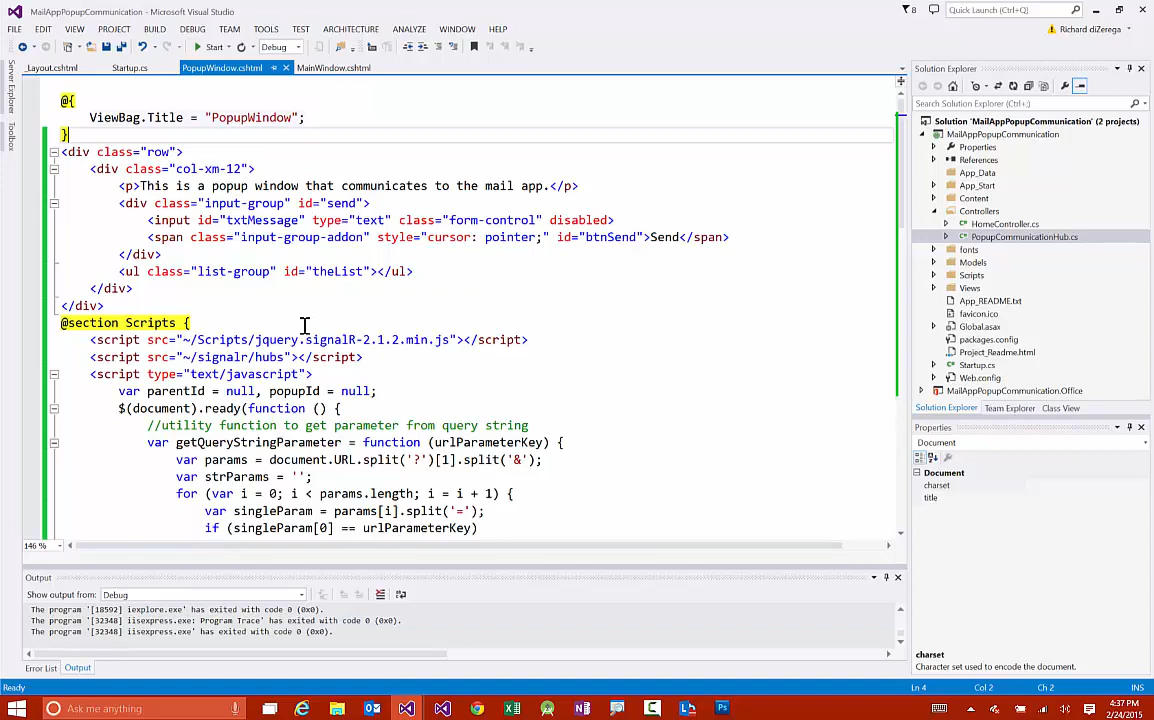 MailAppPopupCommunication - Microsoft Visual Studio
8
Quick Launch (Ctrl+Q)
FILE EDIT VIEW PROJECT BUILD DEBUG TEAM TOOLS TEST ARCHITECTURE ANALYZE WINDOW HELP
Richard diZerega
Start
Debug
_Layout.cshtml Startup.cs PopupWindow.cshtml MainWindow.cshtml
Server Explorer
Toolbox
@{
ViewBag.Title = "PopupWindow";
}
<div class="row">
<div class="col-xm-12">
<p>This is a popup window that communicates to the mail app.</p>
<div class="input-group" id="send">
<input id="txtMessage" type="text" class="form-control" disabled>
<span class="input-group-addon" style="cursor: pointer;" id="btnSend">Send</span>
</div>
<ul class="list-group" id="theList"></ul>
</div>
</div>
@section Scripts {
<script src="~/Scripts/jquery.signalR-2.1.2.min.js"></script>
<script src="~/signalr/hubs"></script>
<script type="text/javascript">
var parentId = null, popupId = null;
$(document).ready(function () {
//utility function to get parameter from query string
var getQueryStringParameter = function (urlParameterKey) {
var params = document.URL.split('?')[1].split('&');
var strParams = '';
for (var i = 0; i < params.length; i = i + 1) {
var singleParam = params[i].split('=');
if (singleParam[0] == urlParameterKey)
146 %
Output
Show output from: Debug
The program '[18592] iexplore.exe' has exited with code 0 (0x0).
The program '[32348] iisexpress.exe: Program Trace' has exited with code 0 (0x0).
The program '[32348] iisexpress.exe' has exited with code 0 (0x0).
Error List Output
Solution Explorer
Search Solution Explorer (Ctrl+;)
Solution 'MailAppPopupCommunication' (2 projects)
MailAppPopupCommunication
Properties
References
App_Data
App_Start
Content
Controllers
HomeController.cs
PopupCommunicationHub.cs
fonts
Models
Scripts
Views
App_README.txt
favicon.ico
Global.asax
packages.config
Project_Readme.html
Startup.cs
Web.config
MailAppPopupCommunication.Office
Solution Explorer Team Explorer Class View
Properties
Document
Document
charset
title
charset
Character set used to encode the document.
Ready
Ln 4 Col 2 Ch 2 INS
Ask me anything
4:37 PM
2/24/2015